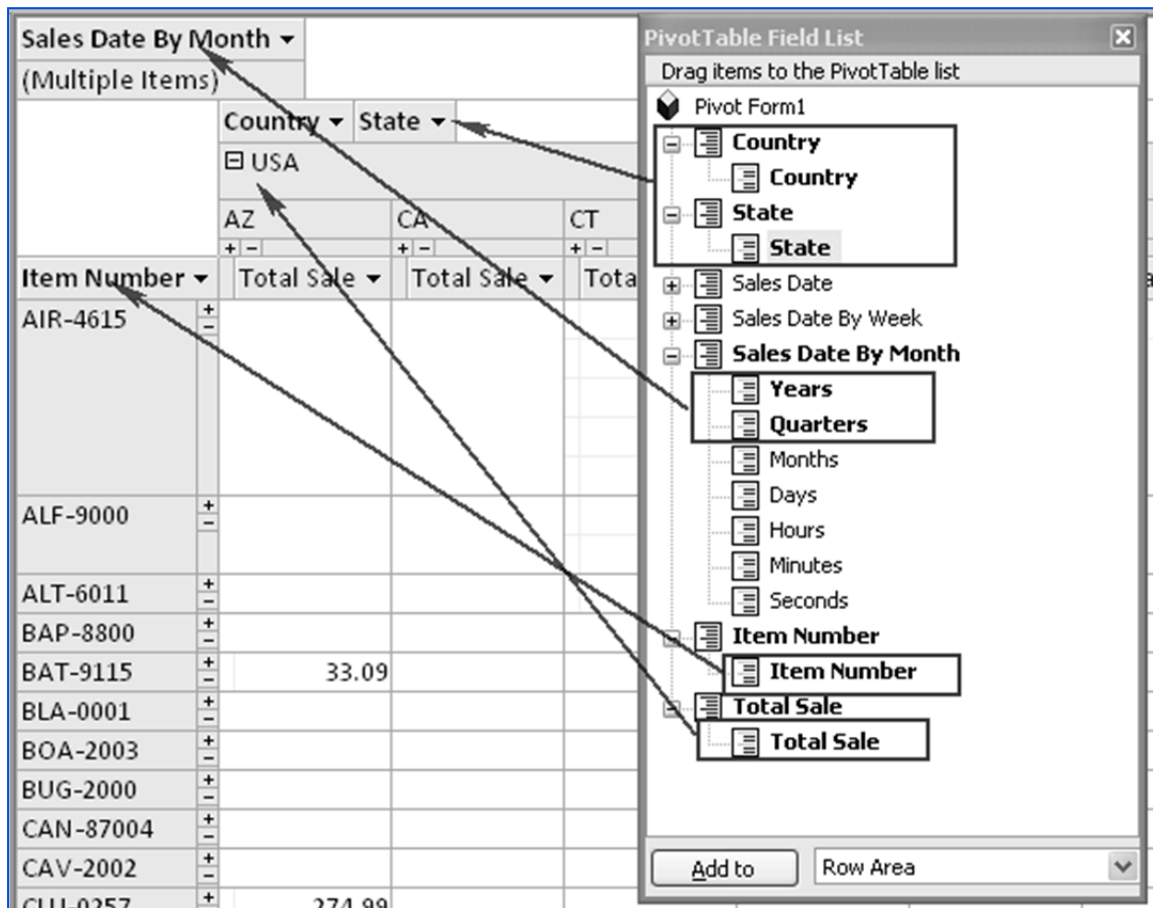 Sales Date By Month
(Multiple Items)
Country State
USA
AZ CA CT
Item Number Total Sale Total Sale Tota
AIR-4615
ALF-9000
ALT-6011
BAP-8800
BAT-9115 33.09
BLA-0001
BOA-2003
BUG-2000
CAN-87004
CAV-2002
274.99
PivotTable Field List
Drag items to the PivotTable list
Pivot Form1
Country
Country
State
State
Sales Date
Sales Date By Week
Sales Date By Month
Years
Quarters
Months
Days
Hours
Minutes
Seconds
Item Number
Item Number
Total Sale
Total Sale
Add to Row Area